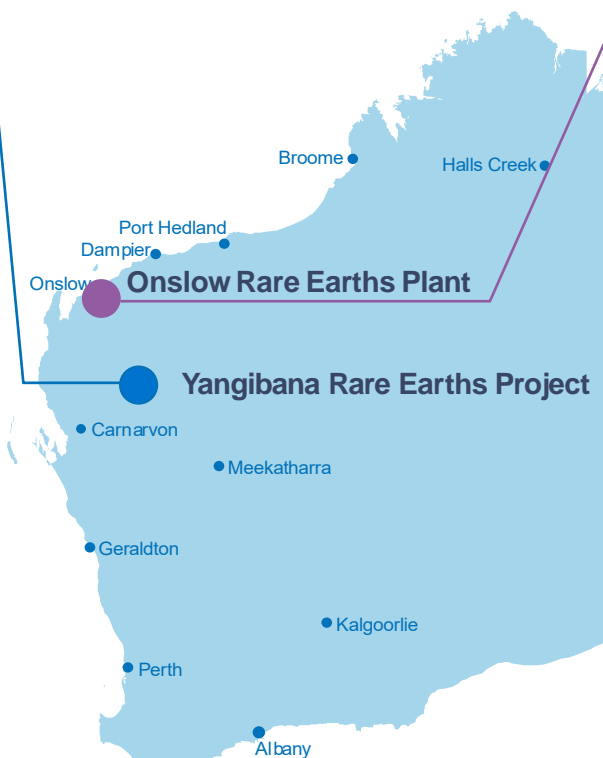 Broome
Halls Creek
Port Hedland
Dampier
Onslow
Onslow Rare Earths Plant
Yangibana Rare Earths Project
Carnarvon
Meekatharra
Geraldton
Kalgoorlie
Perth
Albany